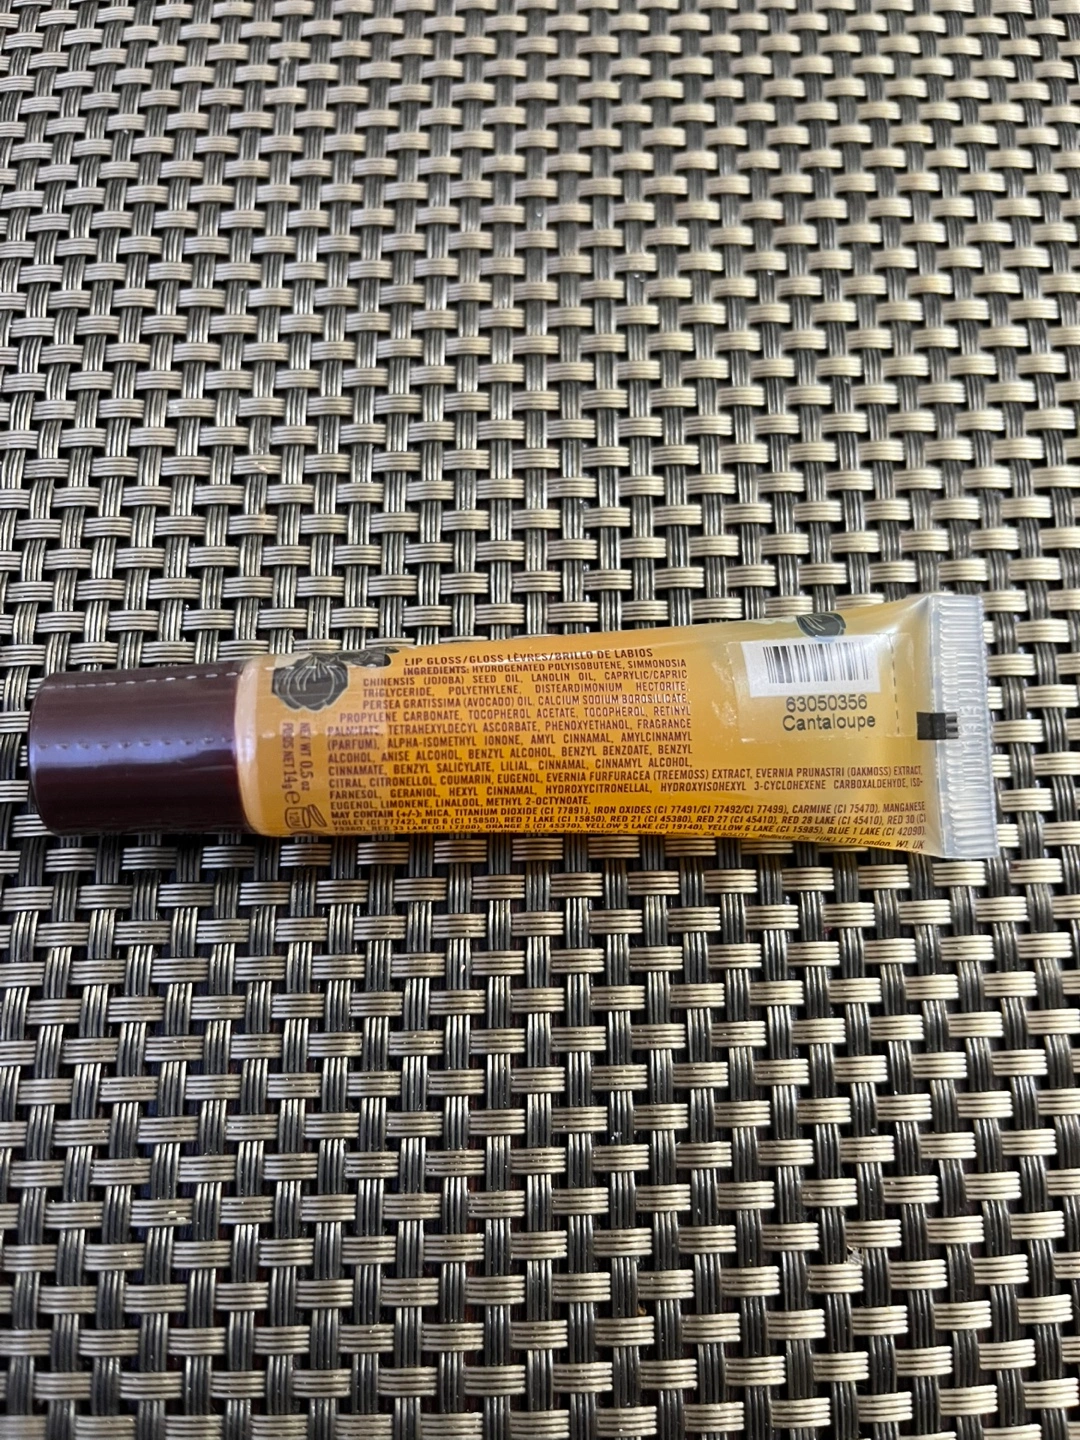 LIP GLOSS/GLOSS LÈVRES/BRILLO DE LABIOS
INGREDIENTS: HYDROGENATED POLYISOBUTENE, SIMMONDSIA
CHINENSIS (JOJOBA) SEED OIL, LANOLIN OIL, CAPRYLIC/CAPRIC
TRIGLYCERIDE, POLYETHYLENE, DISTEARDIMONIUM HECTORITE,
PERSEA GRATISSIMA (AVOCADO) OIL, CALCIUM SODIUM BOROSILICATE,
PROPYLENE CARBONATE, TOCOPHEROL ACETATE, TOCOPHEROL, RETINYL
PALMITATE, TETRAHEXYLDECYL ASCORBATE, PHENOXYETHANOL, FRAGRANCE
(PARFUM), ALPHA-ISOMETHYL IONONE, AMYL CINNAMAL, AMYLCINNAMYL
ALCOHOL, ANISE ALCOHOL, BENZYL ALCOHOL, BENZYL BENZOATE, BENZYL
CINNAMATE, BENZYL SALICYLATE, LILIAL, CINNAMAL, CINNAMYL ALCOHOL,
CITRAL, CITRONELLOL, COUMARIN, EUGENOL, EVERNIA FURFURACEA (TREEMOSS) EXTRACT, EVERNIA PRUNASTRI (OAKMOSS) EXTRACT,
FARNESOL, GERANIOL, HEXYL CINNAMAL, HYDROXYCITRONELLAL, HYDROXYISOHEXYL 3-CYCLOHEXENE CARBOXALDEHYDE, ISO-
EUGENOL, LIMONENE, LINALOOL, METHYL 2-OCTYNOATE.
MAY CONTAIN (+/-): MICA, TITANIUM DIOXIDE (CI 77891), IRON OXIDES (CI 77491/CI 77492/CI 77499), CARMINE (CI 75470), MANGANESE
VIOLET (CI 77742), RED 6 (CI 15850), RED 7 LAKE (CI 15850), RED 21 (CI 45380), RED 27 (CI 45410), RED 28 LAKE (CI 45410), RED 30 (CI
73360), RED 33 LAKE (CI 17200), ORANGE 5 (CI 45370), YELLOW 5 LAKE (CI 19140), YELLOW 6 LAKE (CI 15985), BLUE 1 LAKE (CI 42090).
Hollister Co. (UK) LTD London, W1, UK
NET WT 0.5 OZ
POIDS NET 14g e
12M
63050356
Cantaloupe